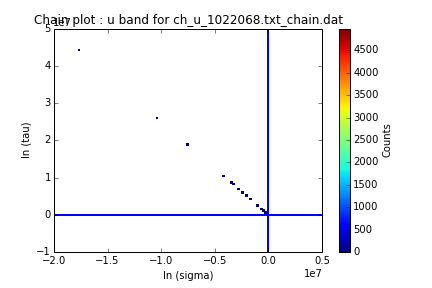 Chain plot : u band for ch_u_1022068.txt_chain.dat
1e7
5
4
3
2
1
0
−1
ln (tau)
−2.0 −1.5 −1.0 −0.5 0.0 0.5
1e7
ln (sigma)
4500
4000
3500
3000
2500
2000
1500
1000
500
0
Counts